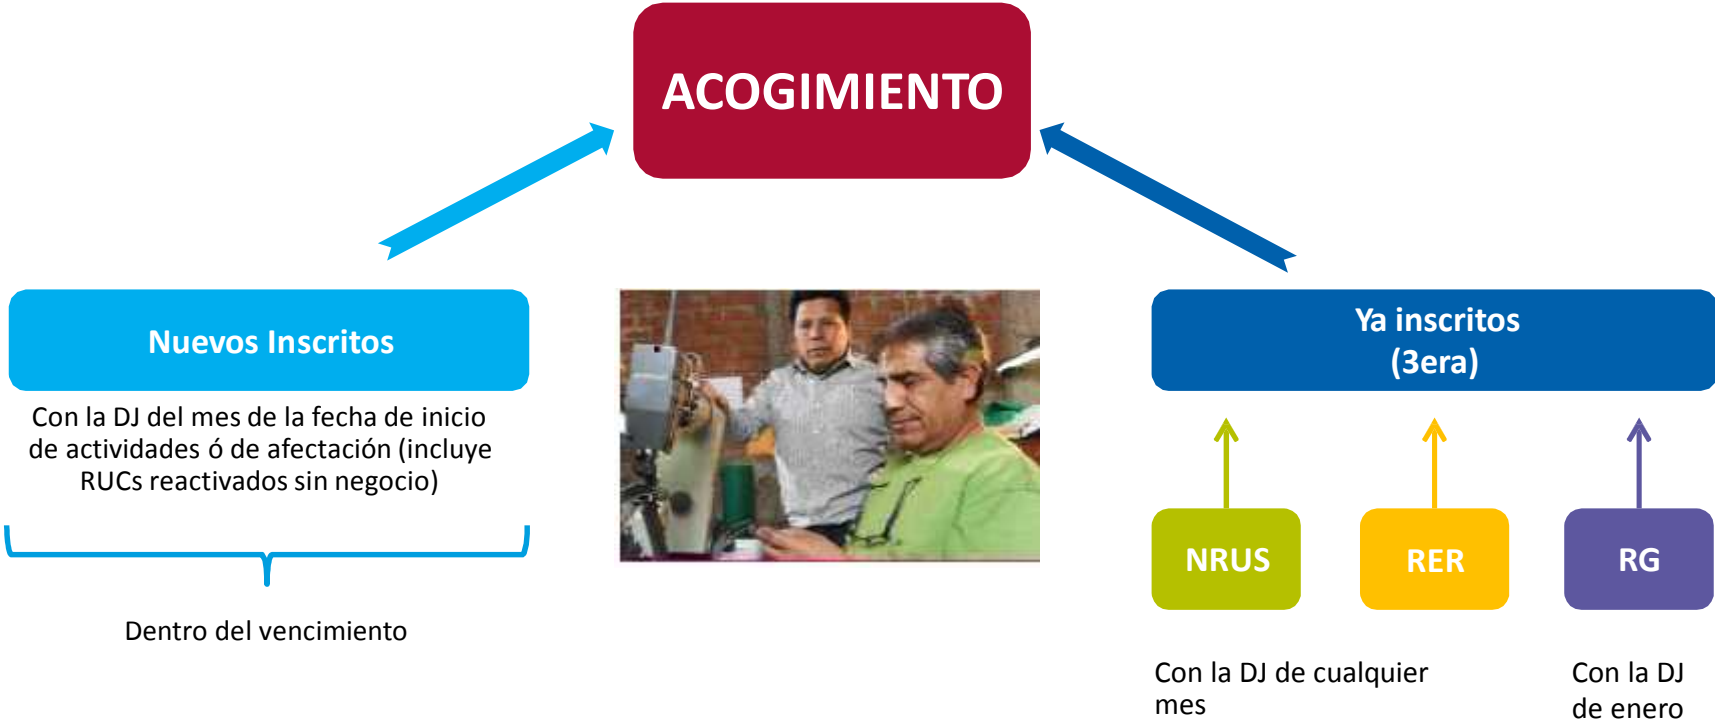 ACOGIMIENTO
Nuevos Inscritos
Con la DJ del mes de la fecha de inicio
de actividades ó de afectación (incluye
RUCs reactivados sin negocio)
Dentro del vencimiento
Ya inscritos
(3era)
NRUS
RER
RG
Con la DJ de cualquier
mes
Con la DJ
de enero